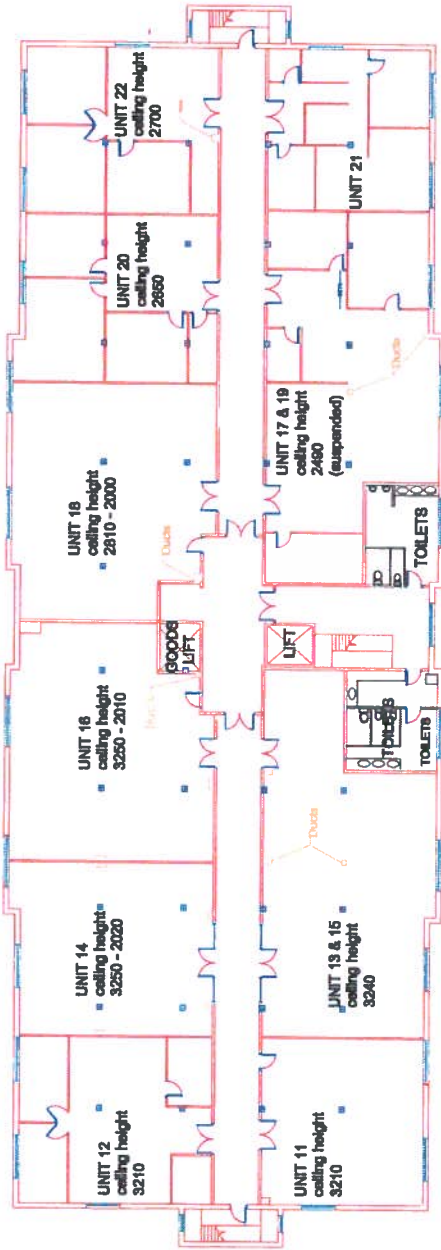 UNIT 12
ceiling height
3210
UNIT 14
ceiling height
3250 - 2020
UNIT 16
ceiling height
3250 - 2010
UNIT 18
ceiling height
2810 - 2000
UNIT 20
ceiling height
2650
UNIT 22
ceiling height
2700
Ducts
GOODS
LIFT
LIFT
UNIT 11
ceiling height
3210
UNIT 13 & 15
ceiling height
3240
Ducts
TOILETS
TOILETS
TOILETS
UNIT 17 & 19
ceiling height
2490
(suspended)
Ducts
UNIT 21